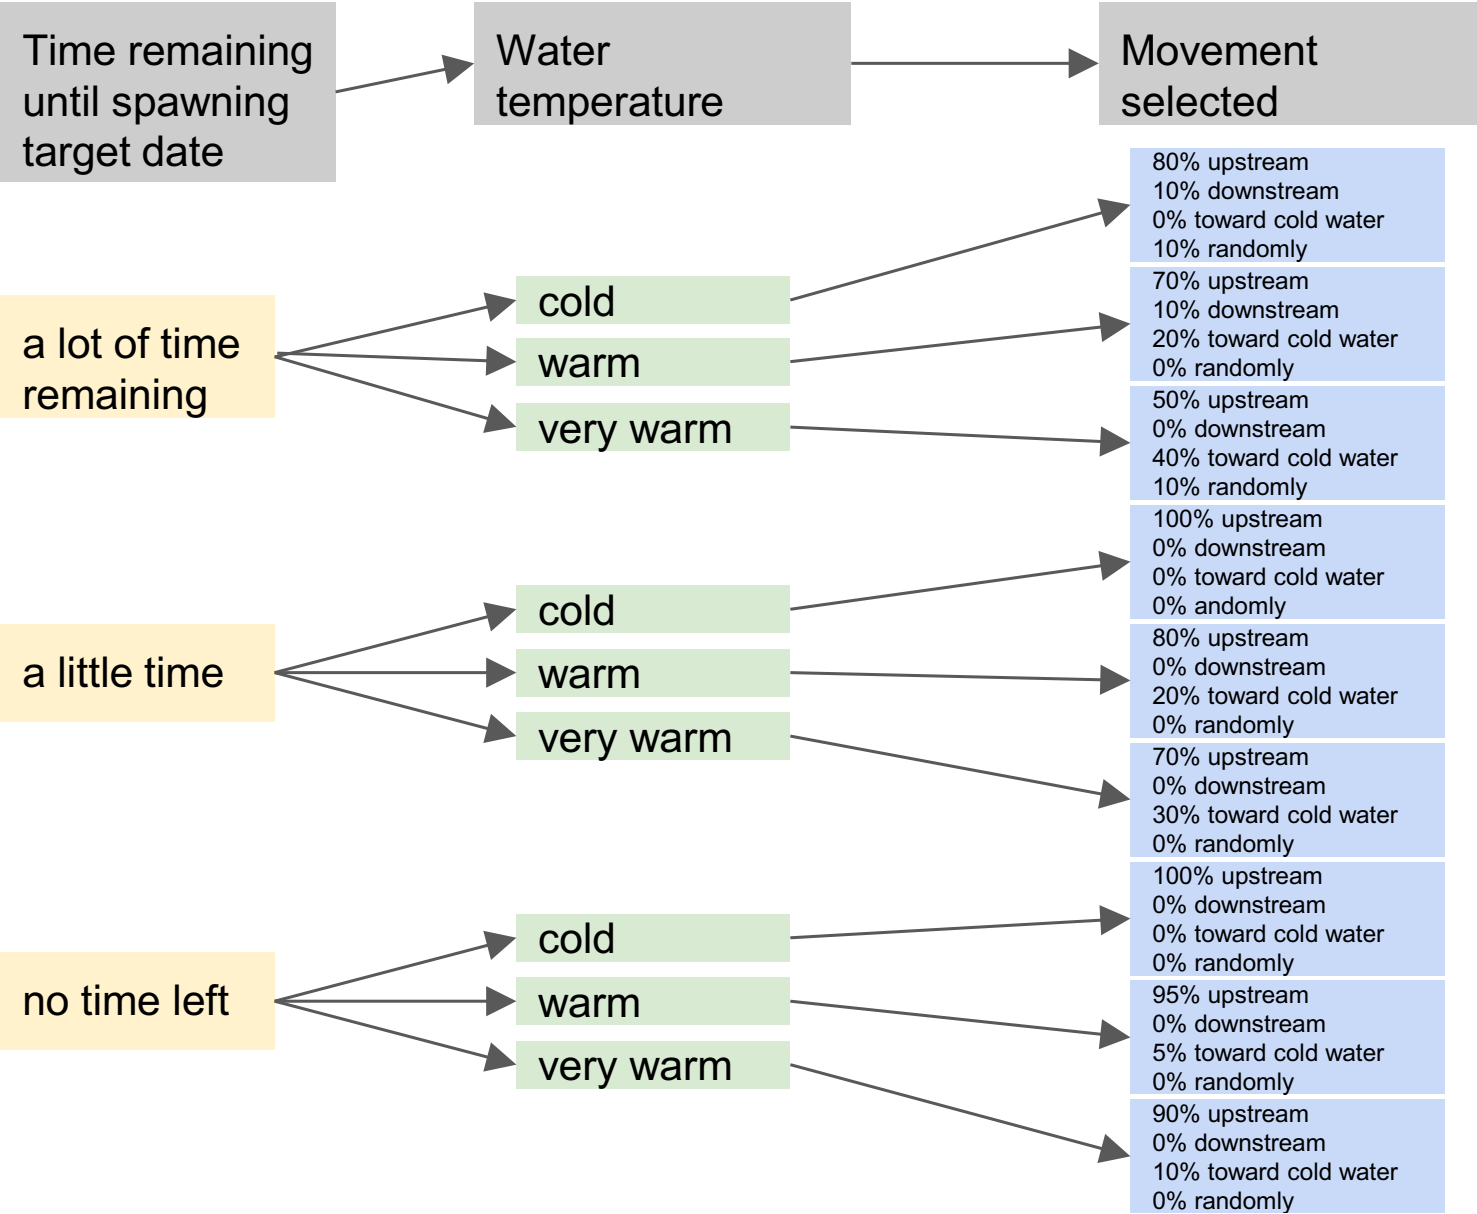 Time remaining
until spawning
target date
Water
temperature
Movement
selected
a lot of time
remaining
cold
warm
very warm
80% upstream
10% downstream
0% toward cold water
10% randomly
70% upstream
10% downstream
20% toward cold water
0% randomly
50% upstream
0% downstream
40% toward cold water
10% randomly
a little time
cold
warm
very warm
100% upstream
0% downstream
0% toward cold water
0% andomly
80% upstream
0% downstream
20% toward cold water
0% randomly
70% upstream
0% downstream
30% toward cold water
0% randomly
no time left
cold
warm
very warm
100% upstream
0% downstream
0% toward cold water
0% randomly
95% upstream
0% downstream
5% toward cold water
0% randomly
90% upstream
0% downstream
10% toward cold water
0% randomly